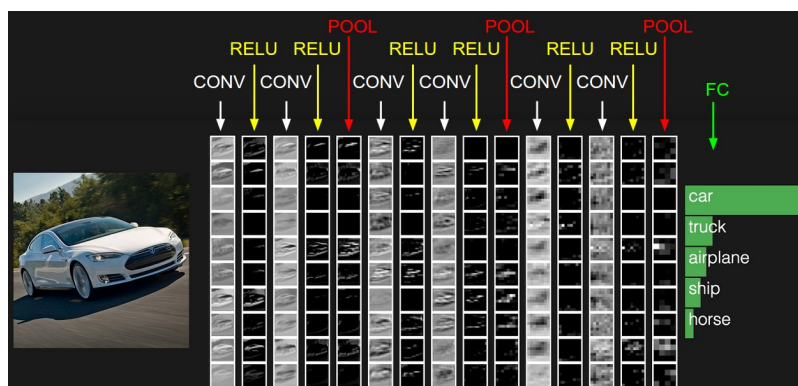 POOL POOL POOL
RELU RELU RELU RELU RELU RELU
CONV CONV CONV CONV CONV CONV
FC
car
truck
airplane
ship
horse